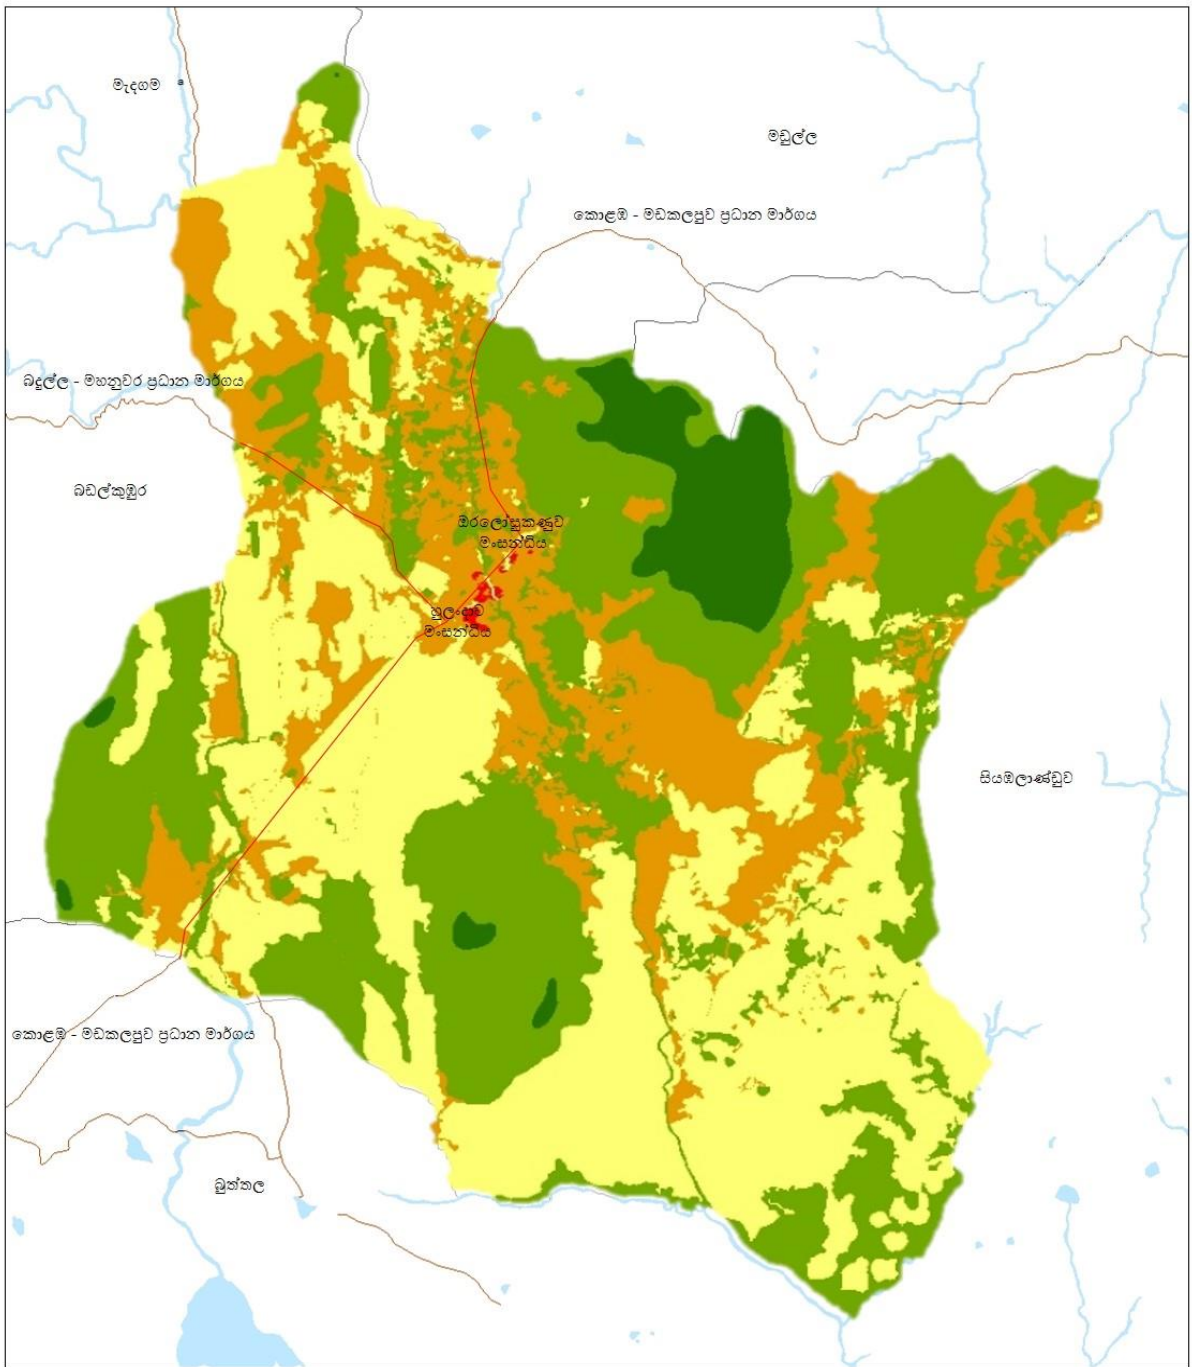 මැදගම
මඩුල්ල
කොළඹ - මඩකලපුව ප්‍රධාන මාර්ගය
බදුල්ල - මහනුවර ප්‍රධාන මාර්ගය
බඩල්කුඹුර
ඔරලෝසුකණුව
මංසන්ධිය
හුලංදාව
මංසන්ධිය
සියඹලාණ්ඩුව
කොළඹ - මඩකලපුව ප්‍රධාන මාර්ගය
බුත්තල